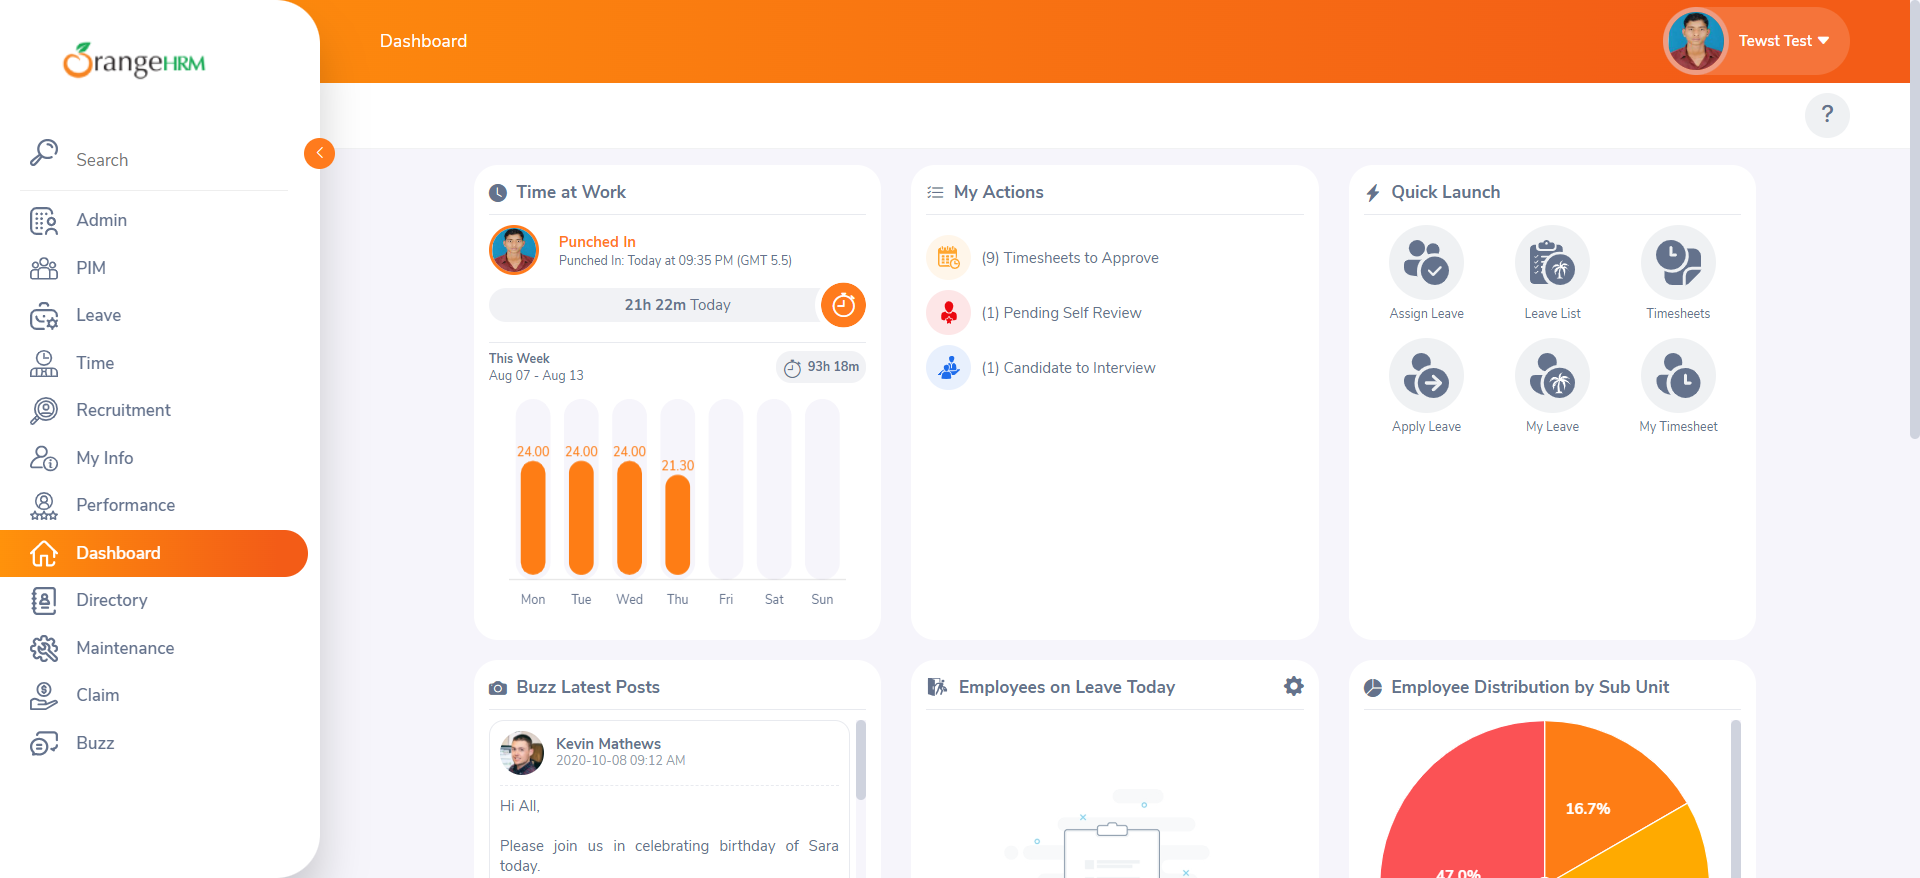 OrangeHRM
Dashboard
Tewst Test
?
Search
Admin
PIM
Leave
Time
Recruitment
My Info
Performance
Dashboard
Directory
Maintenance
Claim
Buzz
Time at Work
Punched In
Punched In: Today at 09:35 PM (GMT 5.5)
21h 22m Today
This Week
Aug 07 - Aug 13
93h 18m
24.00 24.00 24.00 21.30
Mon Tue Wed Thu Fri Sat Sun
My Actions
(9) Timesheets to Approve
(1) Pending Self Review
(1) Candidate to Interview
Quick Launch
Assign Leave Leave List Timesheets
Apply Leave My Leave My Timesheet
Buzz Latest Posts
Kevin Mathews
2020-10-08 09:12 AM
Hi All,
Please join us in celebrating birthday of Sara
today.
Employees on Leave Today
Employee Distribution by Sub Unit
16.7%
47.0%